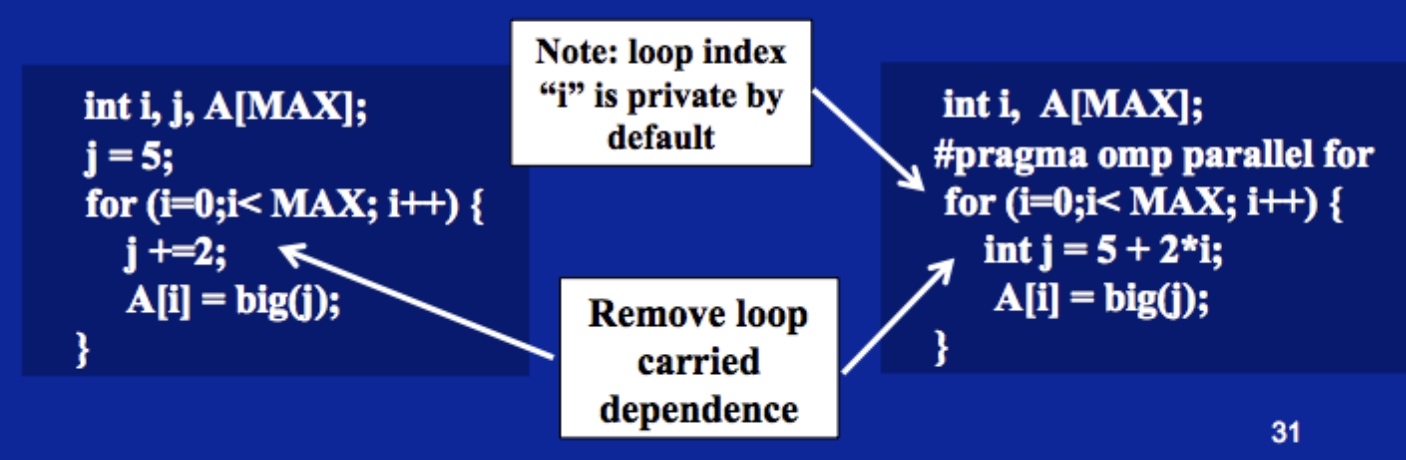 int i, j, A[MAX];
j = 5;
for (i=0;i< MAX; i++) {
j +=2;
A[i] = big(j);
}
Note: loop index
“i” is private by
default
Remove loop
carried
dependence
int i,  A[MAX];
#pragma omp parallel for
for (i=0;i< MAX; i++) {
int j = 5 + 2*i;
A[i] = big(j);
}
31